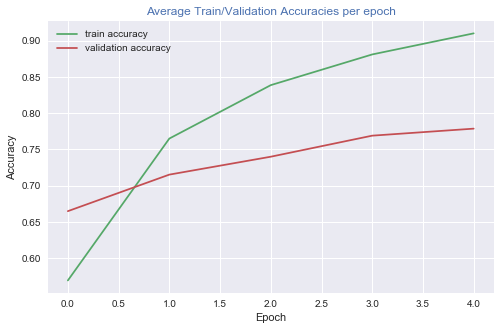 Average Train/Validation Accuracies per epoch
train accuracy
validation accuracy
Accuracy
0.90
0.85
0.80
0.75
0.70
0.65
0.60
0.0 0.5 1.0 1.5 2.0 2.5 3.0 3.5 4.0
Epoch